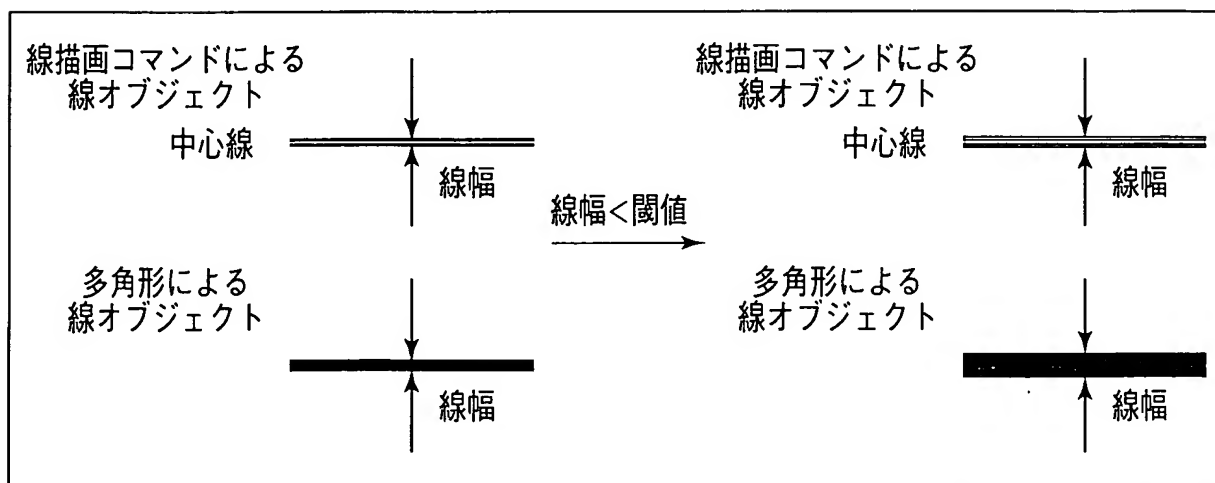 線描画コマンドによる
線オブジェクト
中心線
線幅
多角形による
線オブジェクト
線幅
線幅<閾値
線描画コマンドによる
線オブジェクト
中心線
線幅
多角形による
線オブジェクト
線幅